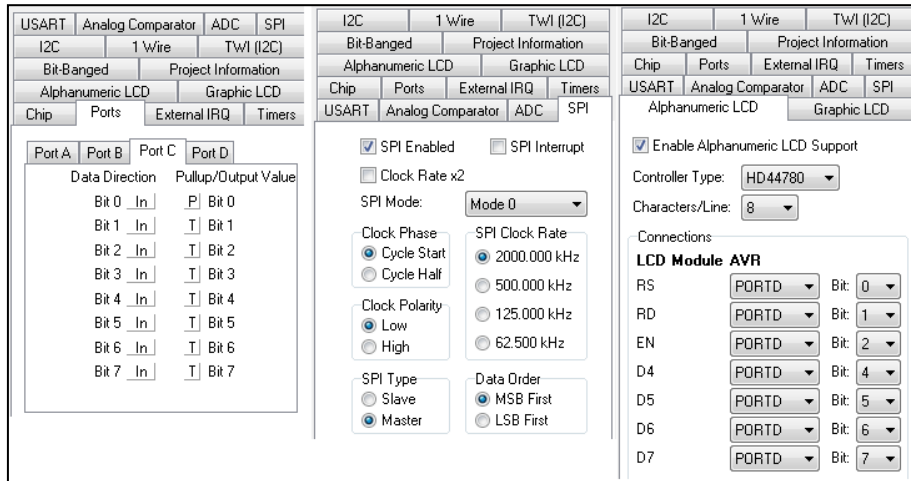 USART Analog Comparator ADC SPI
I2C 1 Wire TWI (I2C)
Bit-Banged Project Information
Alphanumeric LCD Graphic LCD
Chip Ports External IRQ Timers
Port A Port B Port C Port D
Data Direction Pullup/Output Value
Bit 0 In P Bit 0
Bit 1 In T Bit 1
Bit 2 In T Bit 2
Bit 3 In T Bit 3
Bit 4 In T Bit 4
Bit 5 In T Bit 5
Bit 6 In T Bit 6
Bit 7 In T Bit 7
I2C 1 Wire TWI (I2C)
Bit-Banged Project Information
Alphanumeric LCD Graphic LCD
Chip Ports External IRQ Timers
USART Analog Comparator ADC SPI
SPI Enabled SPI Interrupt
Clock Rate x2
SPI Mode: Mode 0
Clock Phase
Cycle Start
Cycle Half
SPI Clock Rate
2000.000 kHz
500.000 kHz
125.000 kHz
62.500 kHz
Clock Polarity
Low
High
SPI Type
Slave
Master
Data Order
MSB First
LSB First
I2C 1 Wire TWI (I2C)
Bit-Banged Project Information
Chip Ports External IRQ Timers
USART Analog Comparator ADC SPI
Alphanumeric LCD Graphic LCD
Enable Alphanumeric LCD Support
Controller Type: HD44780
Characters/Line: 8
Connections
LCD Module AVR
RS PORTD Bit: 0
RD PORTD Bit: 1
EN PORTD Bit: 2
D4 PORTD Bit: 4
D5 PORTD Bit: 5
D6 PORTD Bit: 6
D7 PORTD Bit: 7